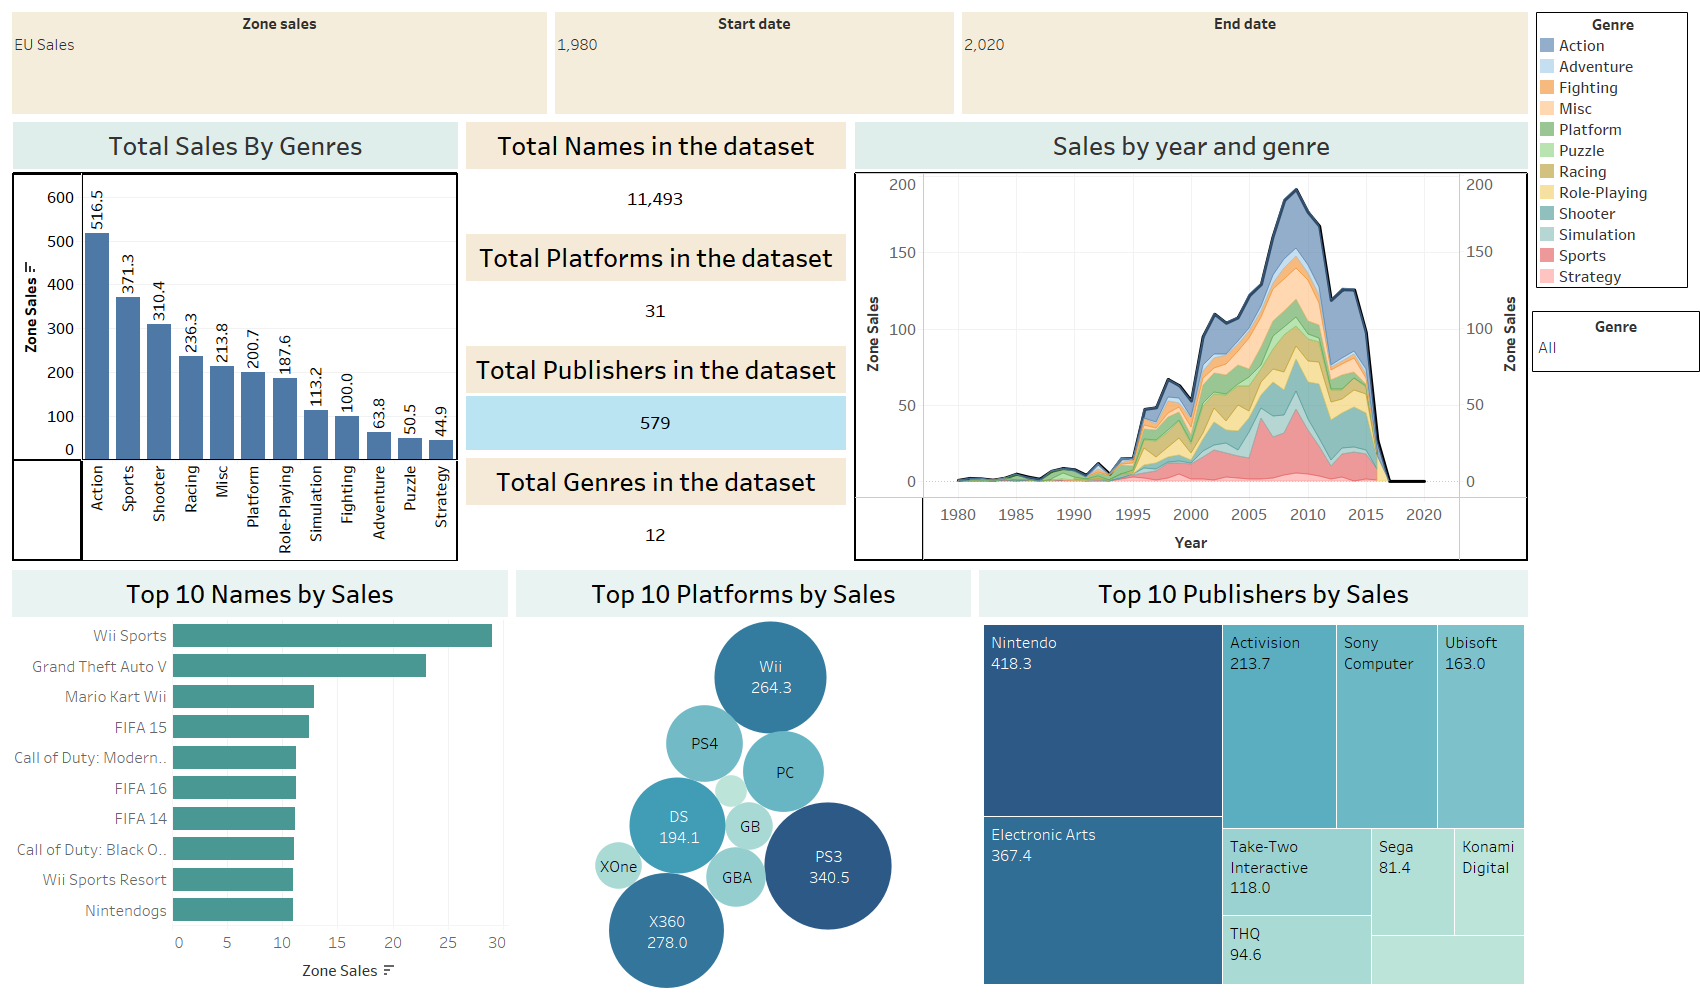 Zone sales
EU Sales
Start date
1,980
End date
2,020
Genre
Action
Adventure
Fighting
Misc
Platform
Puzzle
Racing
Role-Playing
Shooter
Simulation
Sports
Strategy
Genre
All
Total Sales By Genres
Zone Sales
600
500
400
300
200
100
0
516.5
371.3
310.4
236.3
213.8
200.7
187.6
113.2
100.0
63.8
50.5
44.9
Action
Sports
Shooter
Racing
Misc
Platform
Role-Playing
Simulation
Fighting
Adventure
Puzzle
Strategy
Total Names in the dataset
11,493
Total Platforms in the dataset
31
Total Publishers in the dataset
579
Total Genres in the dataset
12
Sales by year and genre
Zone Sales
200
150
100
50
0
200
150
100
50
0
Zone Sales
1980
1985
1990
1995
2000
2005
2010
2015
2020
Year
Top 10 Names by Sales
Wii Sports
Grand Theft Auto V
Mario Kart Wii
FIFA 15
Call of Duty: Modern..
FIFA 16
FIFA 14
Call of Duty: Black O..
Wii Sports Resort
Nintendogs
0
5
10
15
20
25
30
Zone Sales
Top 10 Platforms by Sales
Wii
264.3
PS4
PC
DS
194.1
GB
XOne
GBA
PS3
340.5
X360
278.0
Top 10 Publishers by Sales
Nintendo
418.3
Electronic Arts
367.4
Activision
213.7
Sony
Computer
Ubisoft
163.0
Take-Two
Interactive
118.0
THQ
94.6
Sega
81.4
Konami
Digital